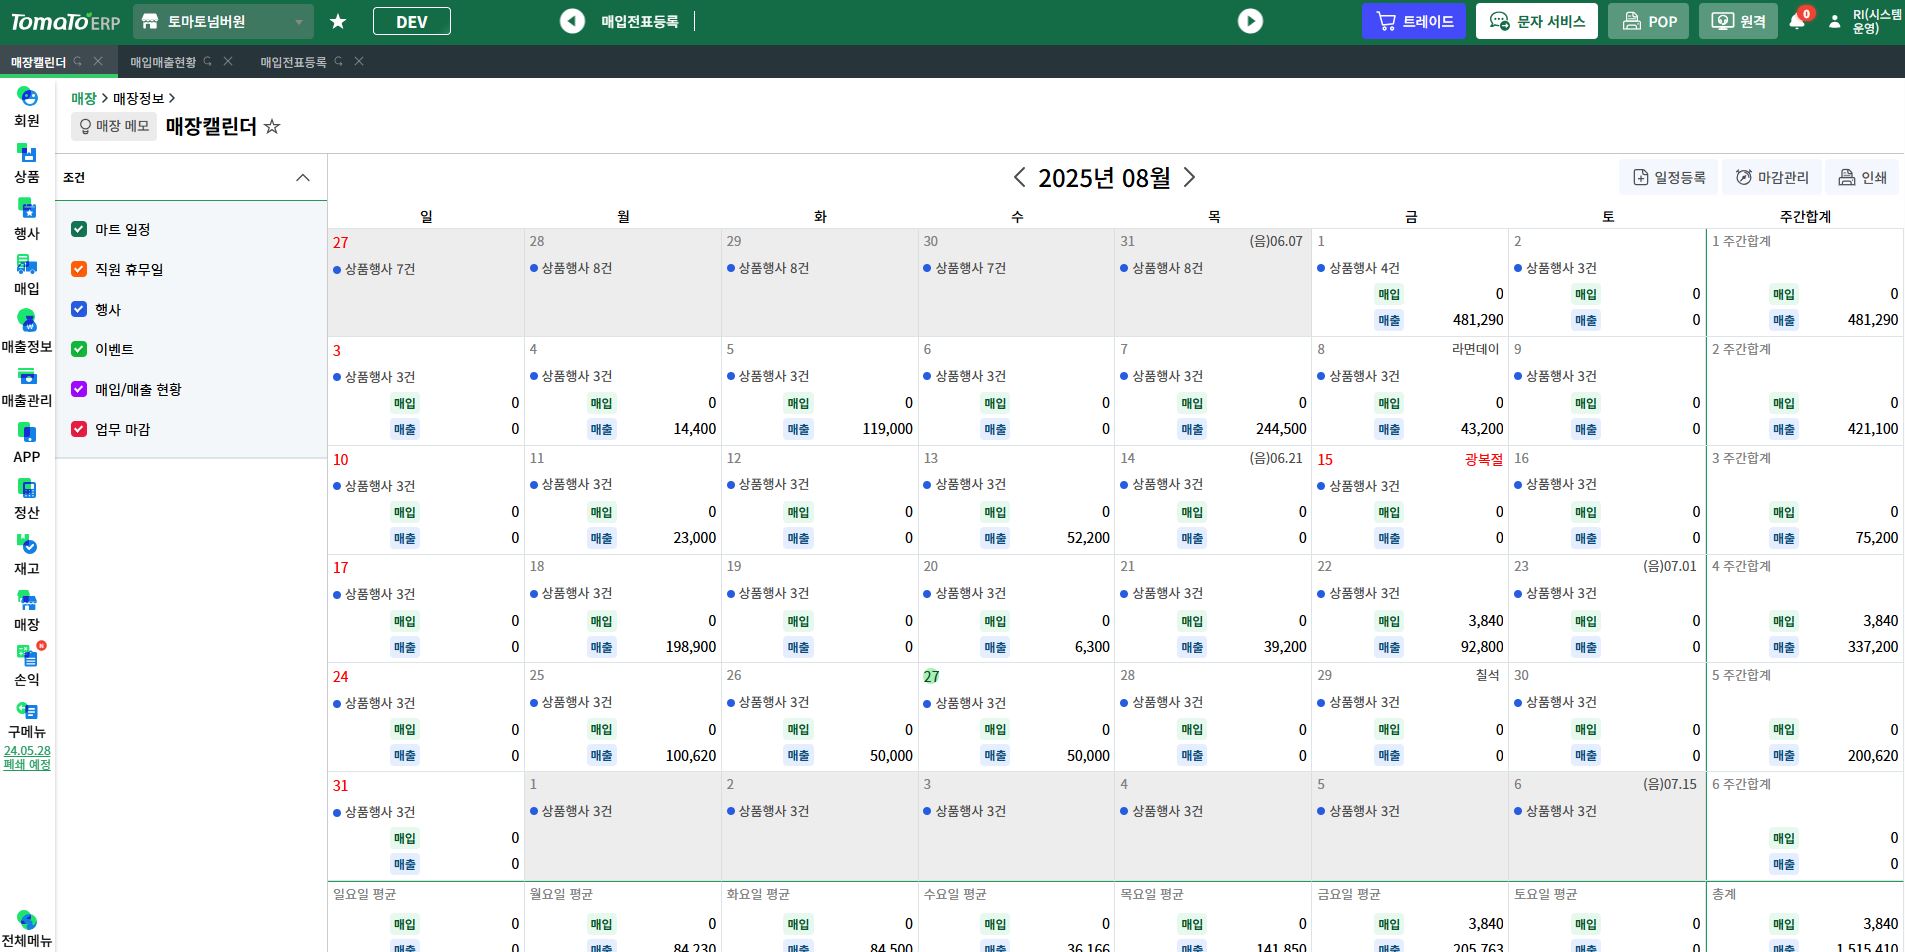 TomaToERP 토마토넘버원 ★ DEV 매입전표등록 트레이드 문자 서비스 POP 원격 0 RI(시스템
운영)
매장캘린더 매입매출현황 매입전표등록
회원
상품
행사
매입
매출정보
매출관리
APP
정산
재고
매장
N
손익
구메뉴
24.05.28
폐쇄 예정
전체메뉴
매장 > 매장정보 >
매장 메모 매장캘린더 ☆
조건
마트 일정
직원 휴무일
행사
이벤트
매입/매출 현황
업무 마감
< 2025년 08월 > 일정등록 마감관리 인쇄
일 월 화 수 목 금 토 주간합계
27 28 29 30 31 (음)06.07 1 2 1 주간합계
상품행사 7건 상품행사 8건 상품행사 8건 상품행사 7건 상품행사 8건 상품행사 4건 상품행사 3건
매입 0 매입 0 매입 0
매출 481,290 매출 0 매출 481,290
3 4 5 6 7 8 라면데이 9 2 주간합계
상품행사 3건 상품행사 3건 상품행사 3건 상품행사 3건 상품행사 3건 상품행사 3건 상품행사 3건
매입 0 매입 0 매입 0 매입 0 매입 0 매입 0 매입 0 매입 0
매출 0 매출 14,400 매출 119,000 매출 0 매출 244,500 매출 43,200 매출 0 매출 421,100
10 11 12 13 14 (음)06.21 15 광복절 16 3 주간합계
상품행사 3건 상품행사 3건 상품행사 3건 상품행사 3건 상품행사 3건 상품행사 3건 상품행사 3건
매입 0 매입 0 매입 0 매입 0 매입 0 매입 0 매입 0 매입 0
매출 0 매출 23,000 매출 0 매출 52,200 매출 0 매출 0 매출 0 매출 75,200
17 18 19 20 21 22 23 (음)07.01 4 주간합계
상품행사 3건 상품행사 3건 상품행사 3건 상품행사 3건 상품행사 3건 상품행사 3건 상품행사 3건
매입 0 매입 0 매입 0 매입 0 매입 0 매입 3,840 매입 0 매입 3,840
매출 0 매출 198,900 매출 0 매출 6,300 매출 39,200 매출 92,800 매출 0 매출 337,200
24 25 26 27 28 29 칠석 30 5 주간합계
상품행사 3건 상품행사 3건 상품행사 3건 상품행사 3건 상품행사 3건 상품행사 3건 상품행사 3건
매입 0 매입 0 매입 0 매입 0 매입 0 매입 0 매입 0 매입 0
매출 0 매출 100,620 매출 50,000 매출 50,000 매출 0 매출 0 매출 0 매출 200,620
31 1 2 3 4 5 6 (음)07.15 6 주간합계
상품행사 3건 상품행사 3건 상품행사 3건 상품행사 3건 상품행사 3건 상품행사 3건 상품행사 3건
매입 0 매입 0
매출 0 매출 0
일요일 평균 월요일 평균 화요일 평균 수요일 평균 목요일 평균 금요일 평균 토요일 평균 총계
매입 0 매입 0 매입 0 매입 0 매입 0 매입 3,840 매입 0 매입 3,840
매출 0 매출 84,230 매출 84,500 매출 36,166 매출 141,850 매출 205,763 매출 0 매출 1,515,410